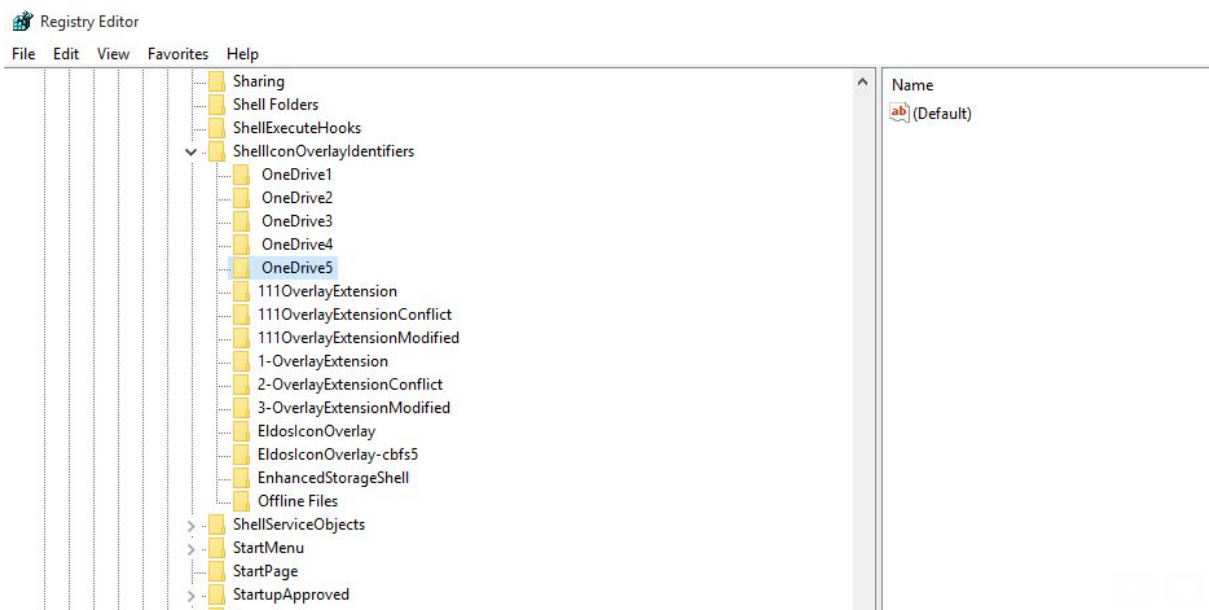 Registry Editor
File Edit View Favorites Help
Sharing
Shell Folders
ShellExecuteHooks
ShellIconOverlayIdentifiers
OneDrive1
OneDrive2
OneDrive3
OneDrive4
OneDrive5
111OverlayExtension
111OverlayExtensionConflict
111OverlayExtensionModified
1-OverlayExtension
2-OverlayExtensionConflict
3-OverlayExtensionModified
EldosIconOverlay
EldosIconOverlay-cbfs5
EnhancedStorageShell
Offline Files
ShellServiceObjects
StartMenu
StartPage
StartupApproved
Name
ab (Default)